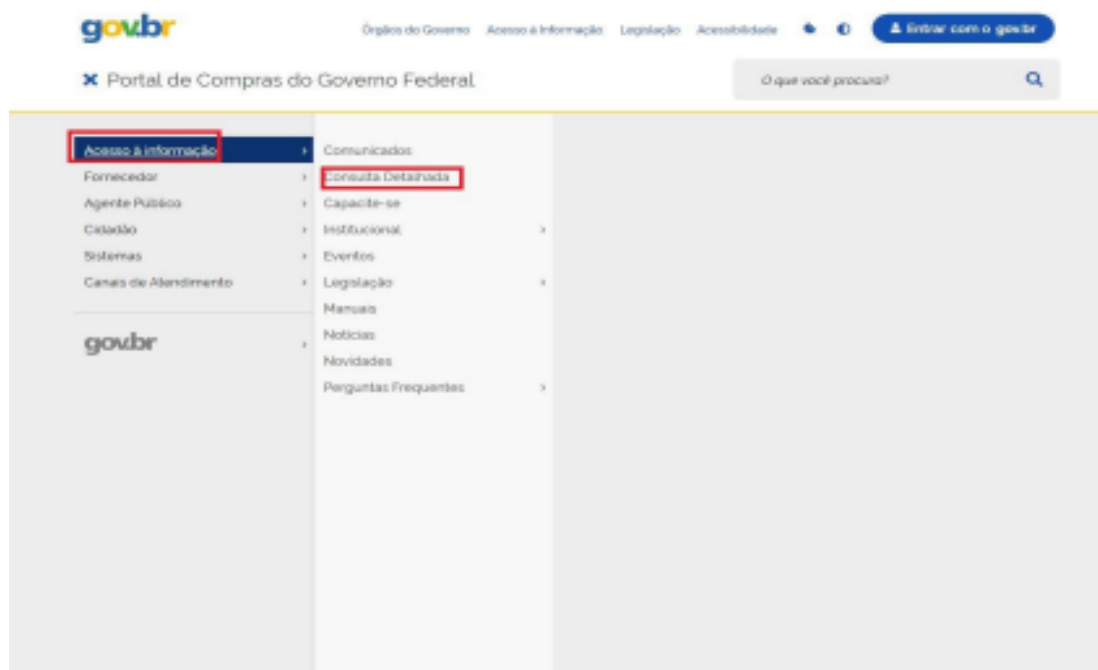 gov.br
Órgãos do Governo Acesso à Informação Legislação Acessibilidade Entrar com o gov.br
Portal de Compras do Governo Federal
O que você procura?
Acesso à informação
Fornecedor
Agente Público
Cidadão
Sistemas
Canais de Atendimento
gov.br
Comunicados
Consulta Detalhada
Capacite-se
Institucional
Eventos
Legislação
Manuais
Notícias
Novidades
Perguntas Frequentes